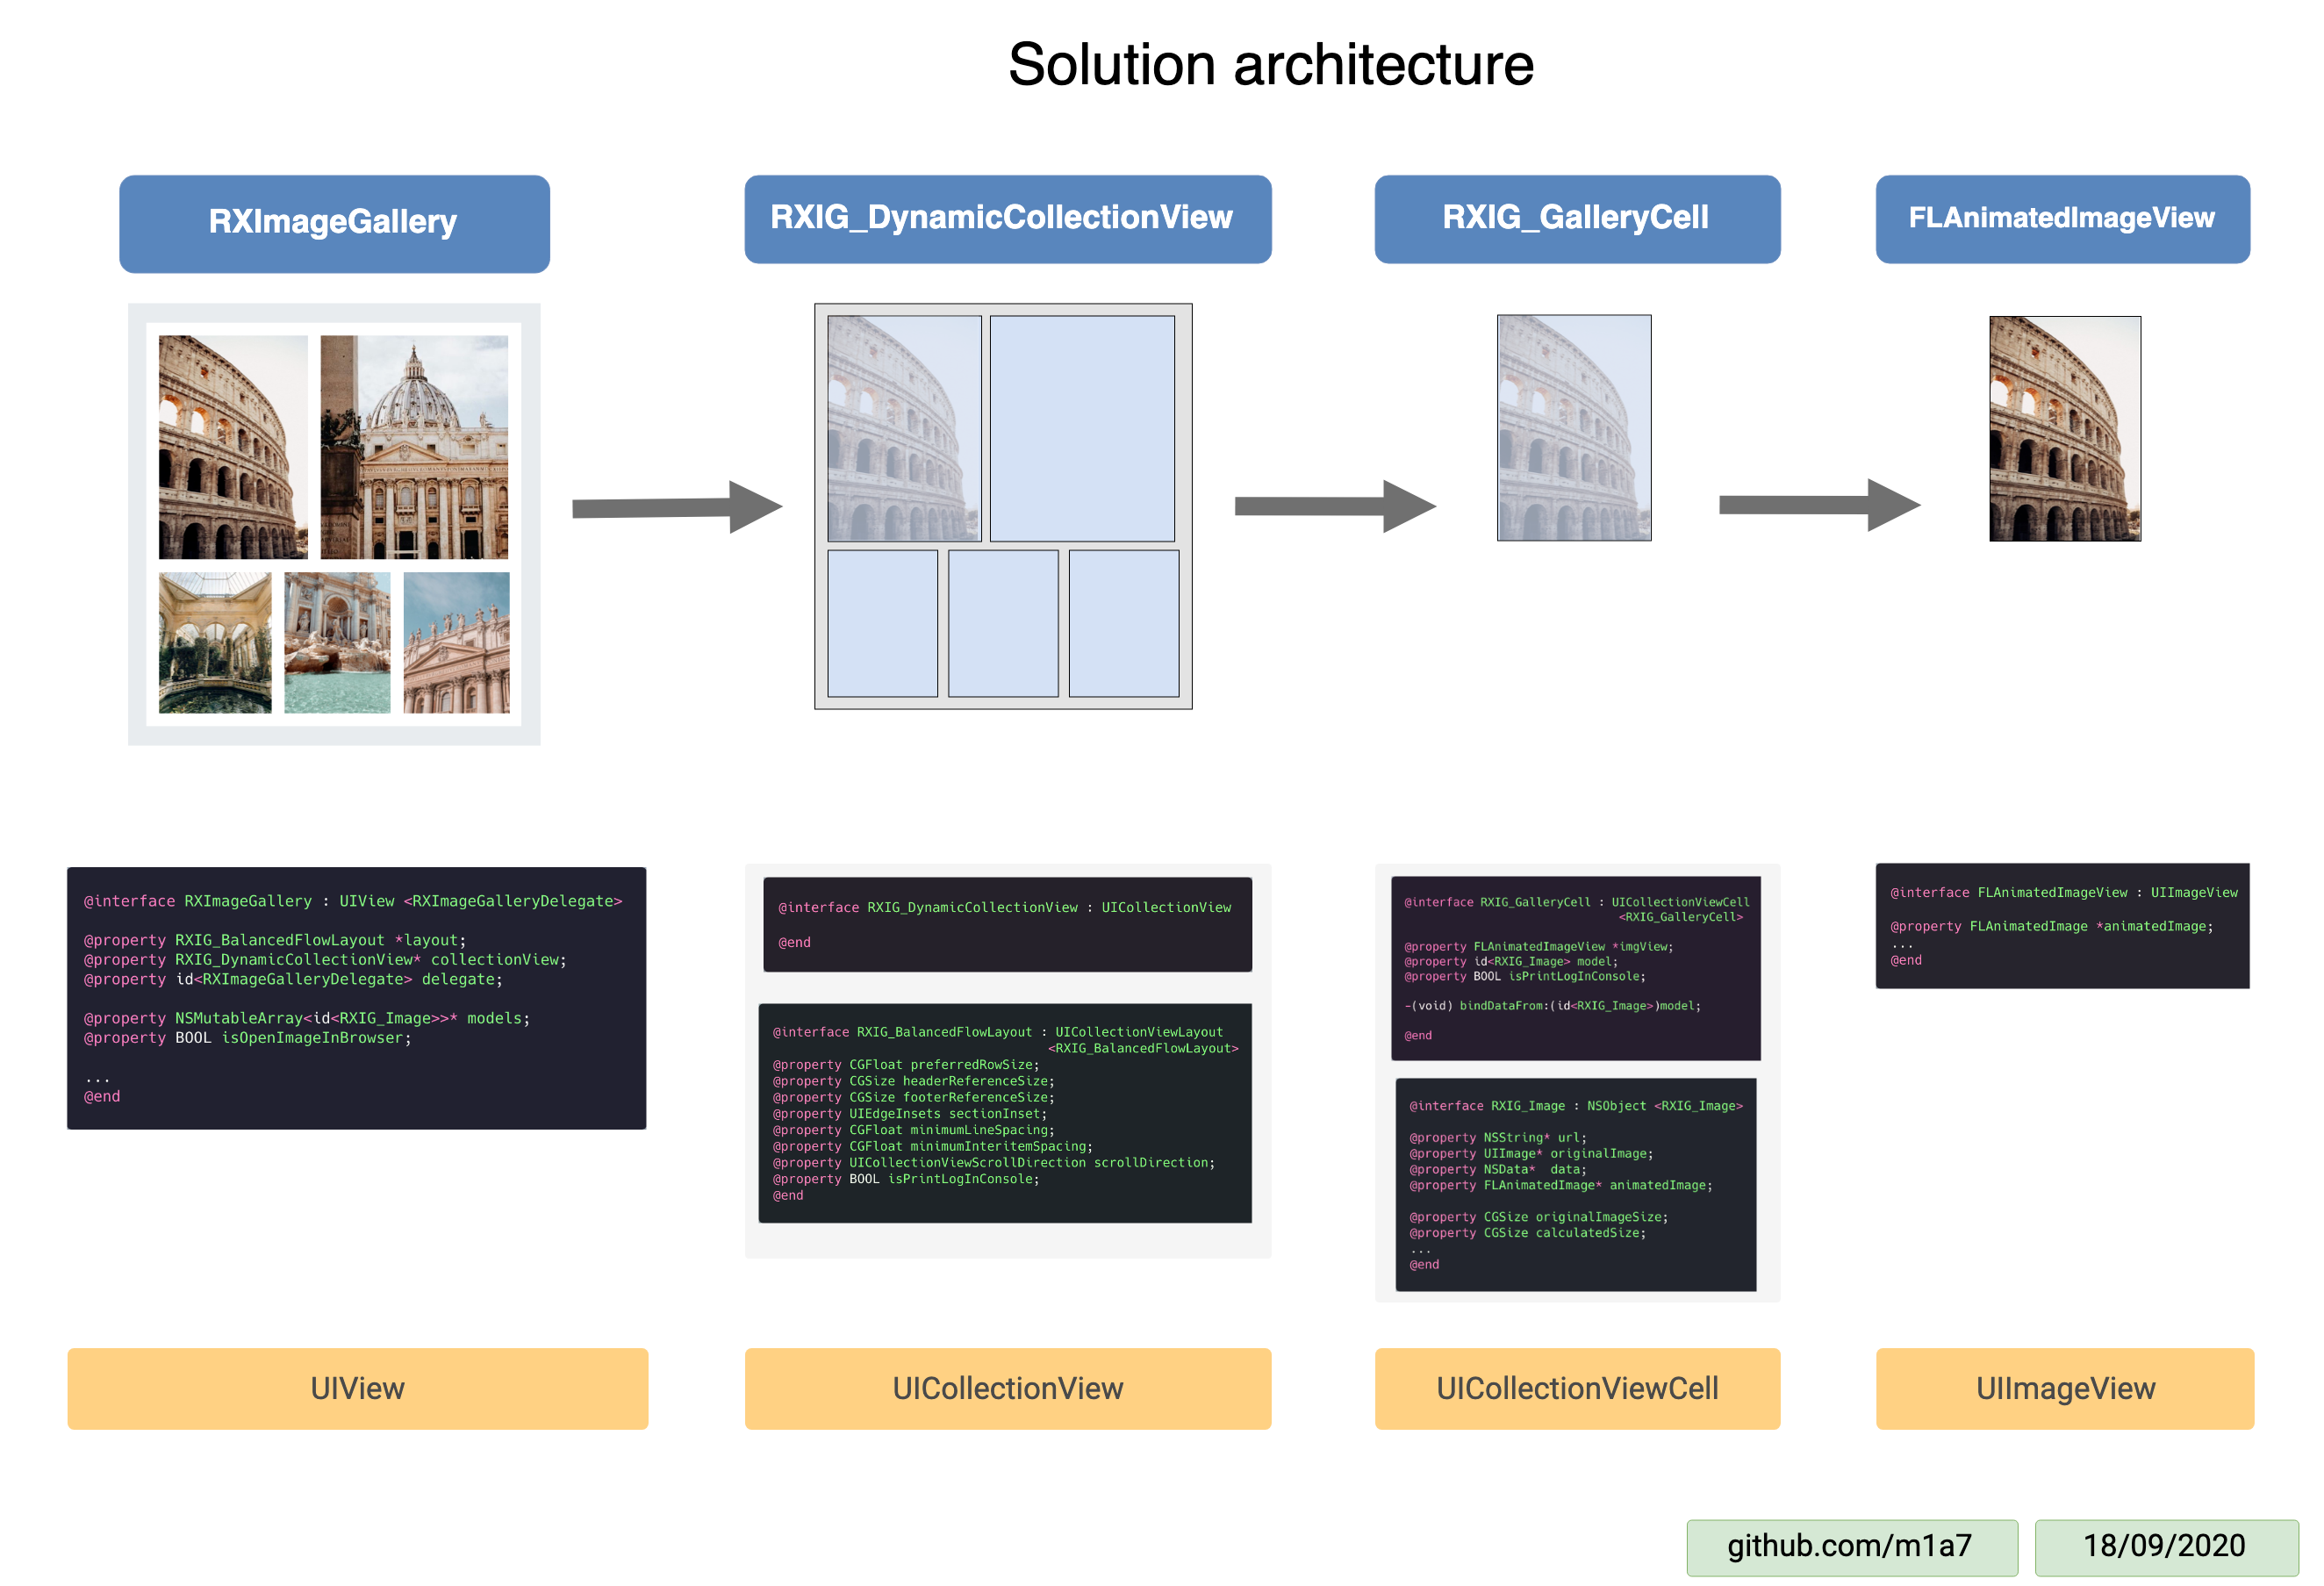 Solution architecture
RXImageGallery
RXIG_DynamicCollectionView
RXIG_GalleryCell
FLAnimatedImageView
@interface RXImageGallery : UIView <RXImageGalleryDelegate>
@property RXIG_BalancedFlowLayout *layout;
@property RXIG_DynamicCollectionView* collectionView;
@property id<RXImageGalleryDelegate> delegate;
@property NSMutableArray<id<RXIG_Image>>* models;
@property BOOL isOpenImageInBrowser;
...
@end
@interface RXIG_DynamicCollectionView : UICollectionView
@end
@interface RXIG_BalancedFlowLayout : UICollectionViewLayout
<RXIG_BalancedFlowLayout>
@property CGFloat preferredRowSize;
@property CGSize headerReferenceSize;
@property CGSize footerReferenceSize;
@property UIEdgeInsets sectionInset;
@property CGFloat minimumLineSpacing;
@property CGFloat minimumInteritemSpacing;
@property UICollectionViewScrollDirection scrollDirection;
@property BOOL isPrintLogInConsole;
@end
@interface RXIG_GalleryCell : UICollectionViewCell
<RXIG_GalleryCell>
@property FLAnimatedImageView *imgView;
@property id<RXIG_Image> model;
@property BOOL isPrintLogInConsole;
-(void) bindDataFrom:(id<RXIG_Image>)model;
@end
@interface RXIG_Image : NSObject <RXIG_Image>
@property NSString* url;
@property UIImage* originalImage;
@property NSData*  data;
@property FLAnimatedImage* animatedImage;
@property CGSize originalImageSize;
@property CGSize calculatedSize;
...
@end
@interface FLAnimatedImageView : UIImageView
@property FLAnimatedImage *animatedImage;
...
@end
UIView
UICollectionView
UICollectionViewCell
UIImageView
github.com/m1a7
18/09/2020